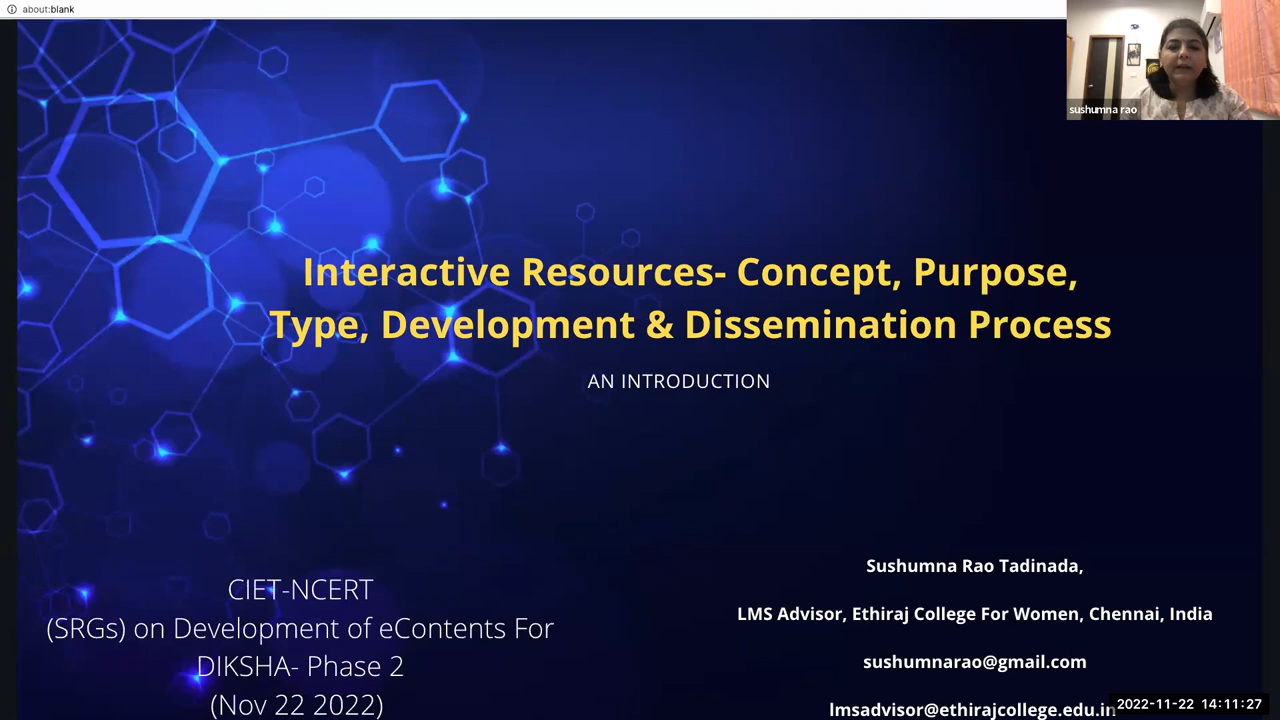 about:blank
sushumna rao
Interactive Resources- Concept, Purpose,
Type, Development & Dissemination Process
AN INTRODUCTION
CIET-NCERT
(SRGs) on Development of eContents For
DIKSHA- Phase 2
(Nov 22 2022)
Sushumna Rao Tadinada,
LMS Advisor, Ethiraj College For Women, Chennai, India
sushumnarao@gmail.com
lmsadvisor@ethirajcollege.edu.in
2022-11-22 14:11:27